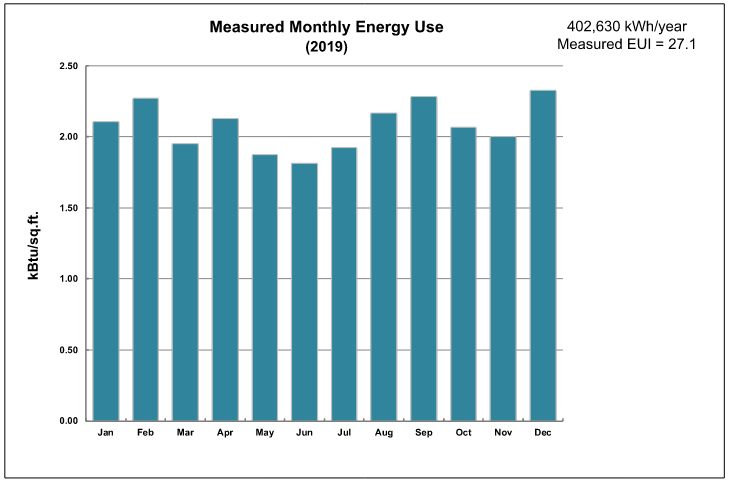 Measured Monthly Energy Use
(2019)
402,630 kWh/year
Measured EUI = 27.1
kBtu/sq.ft.
2.50
2.00
1.50
1.00
0.50
0.00
Jan Feb Mar Apr May Jun Jul Aug Sep Oct Nov Dec